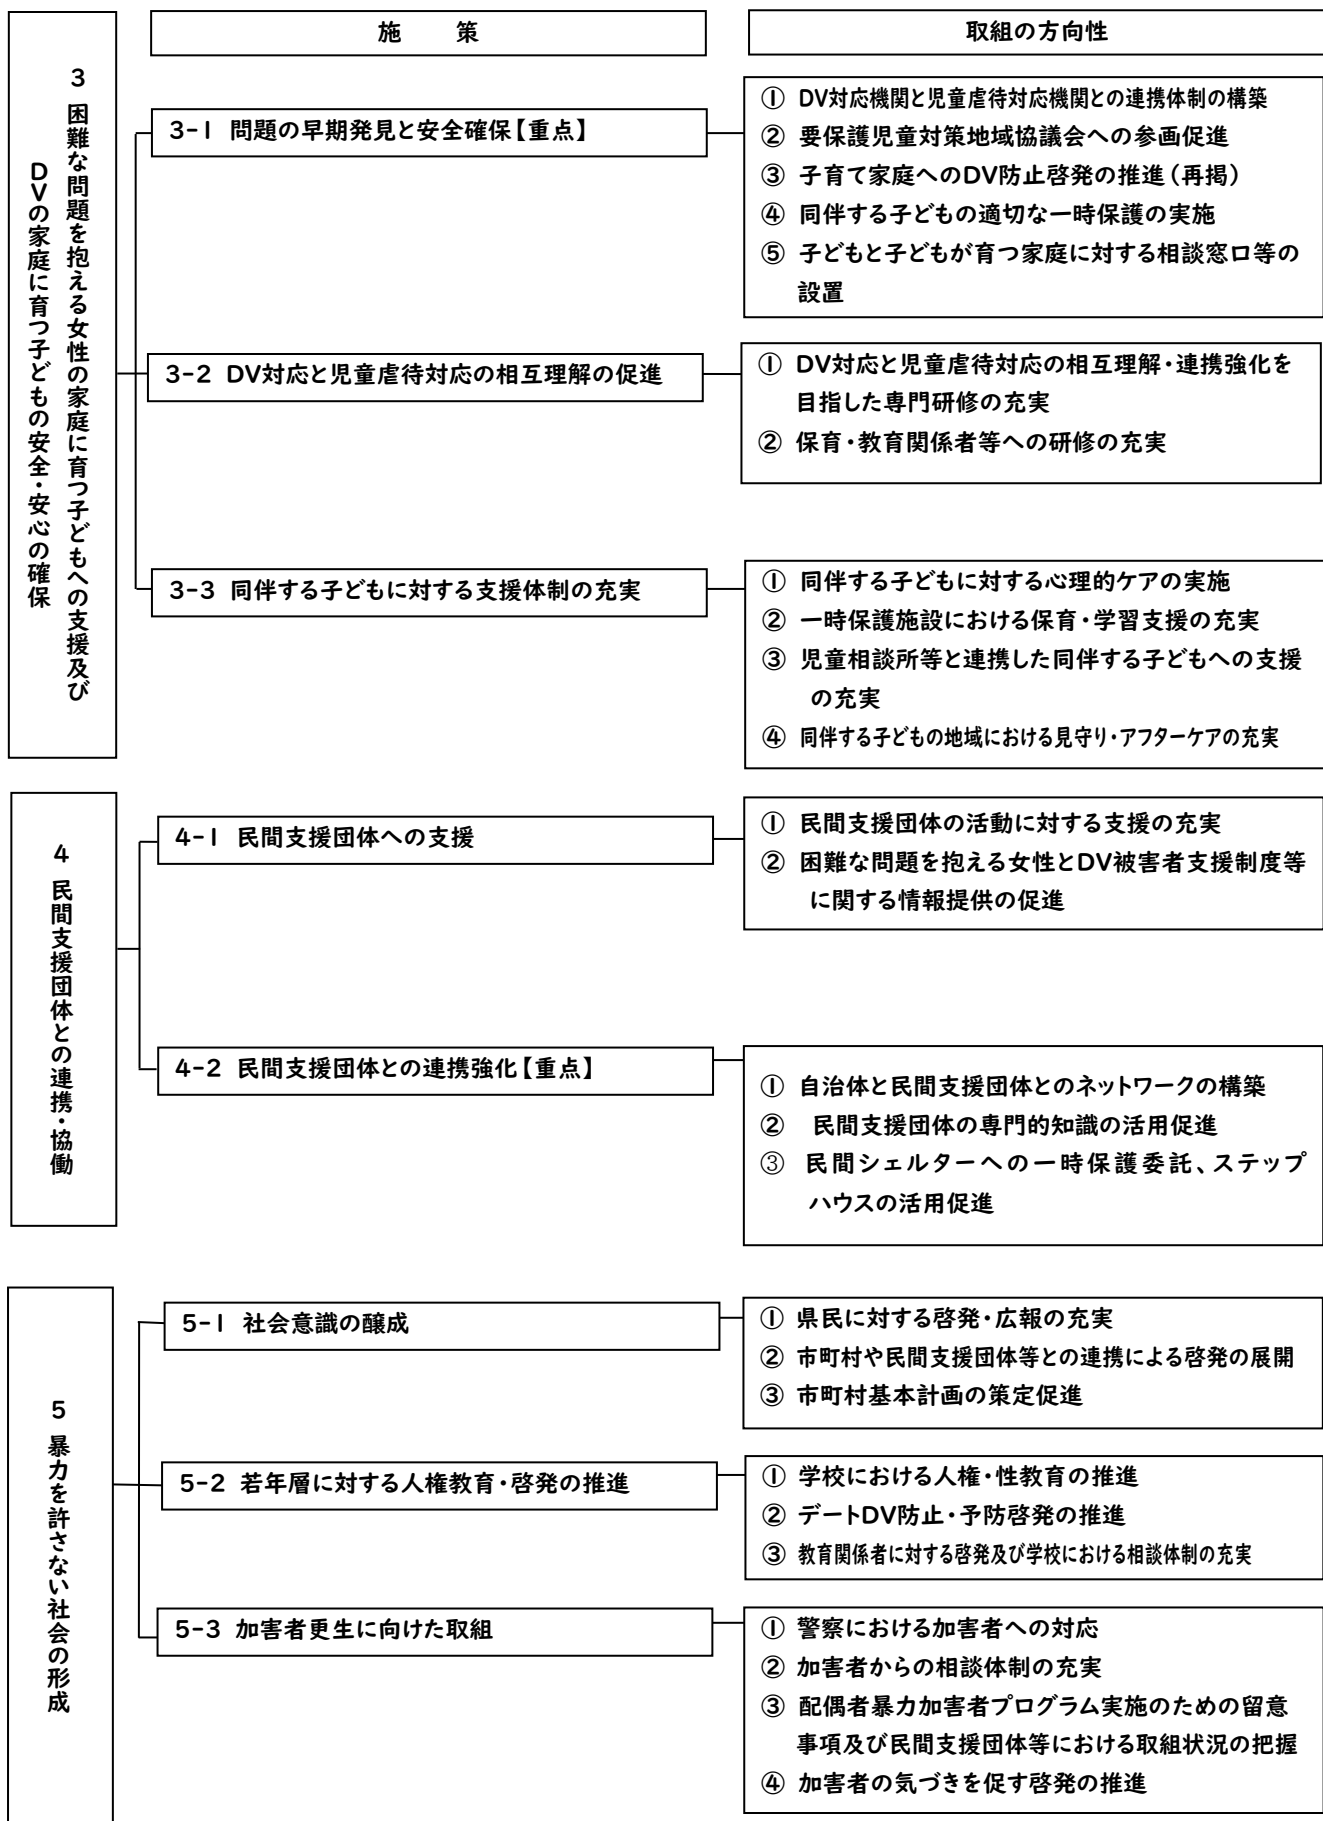 施　　策
取組の方向性
3 困難な問題を抱える女性の家庭に育つ子どもへの支援及び
DVの家庭に育つ子どもの安全・安心の確保
3-1 問題の早期発見と安全確保【重点】
① DV対応機関と児童虐待対応機関との連携体制の構築
② 要保護児童対策地域協議会への参画促進
③ 子育て家庭へのDV防止啓発の推進（再掲）
④ 同伴する子どもの適切な一時保護の実施
⑤ 子どもと子どもが育つ家庭に対する相談窓口等の
設置
3-2 DV対応と児童虐待対応の相互理解の促進
① DV対応と児童虐待対応の相互理解・連携強化を
目指した専門研修の充実
② 保育・教育関係者等への研修の充実
3-3 同伴する子どもに対する支援体制の充実
① 同伴する子どもに対する心理的ケアの実施
② 一時保護施設における保育・学習支援の充実
③ 児童相談所等と連携した同伴する子どもへの支援
の充実
④ 同伴する子どもの地域における見守り・アフターケアの充実
4 民間支援団体との連携・協働
4-1 民間支援団体への支援
① 民間支援団体の活動に対する支援の充実
② 困難な問題を抱える女性とDV被害者支援制度等
に関する情報提供の促進
4-2 民間支援団体との連携強化【重点】
① 自治体と民間支援団体とのネットワークの構築
② 民間支援団体の専門的知識の活用促進
③ 民間シェルターへの一時保護委託、ステップ
ハウスの活用促進
5 暴力を許さない社会の形成
5-1 社会意識の醸成
① 県民に対する啓発・広報の充実
② 市町村や民間支援団体等との連携による啓発の展開
③ 市町村基本計画の策定促進
5-2 若年層に対する人権教育・啓発の推進
① 学校における人権・性教育の推進
② デートDV防止・予防啓発の推進
③ 教育関係者に対する啓発及び学校における相談体制の充実
5-3 加害者更生に向けた取組
① 警察における加害者への対応
② 加害者からの相談体制の充実
③ 配偶者暴力加害者プログラム実施のための留意
事項及び民間支援団体等における取組状況の把握
④ 加害者の気づきを促す啓発の推進